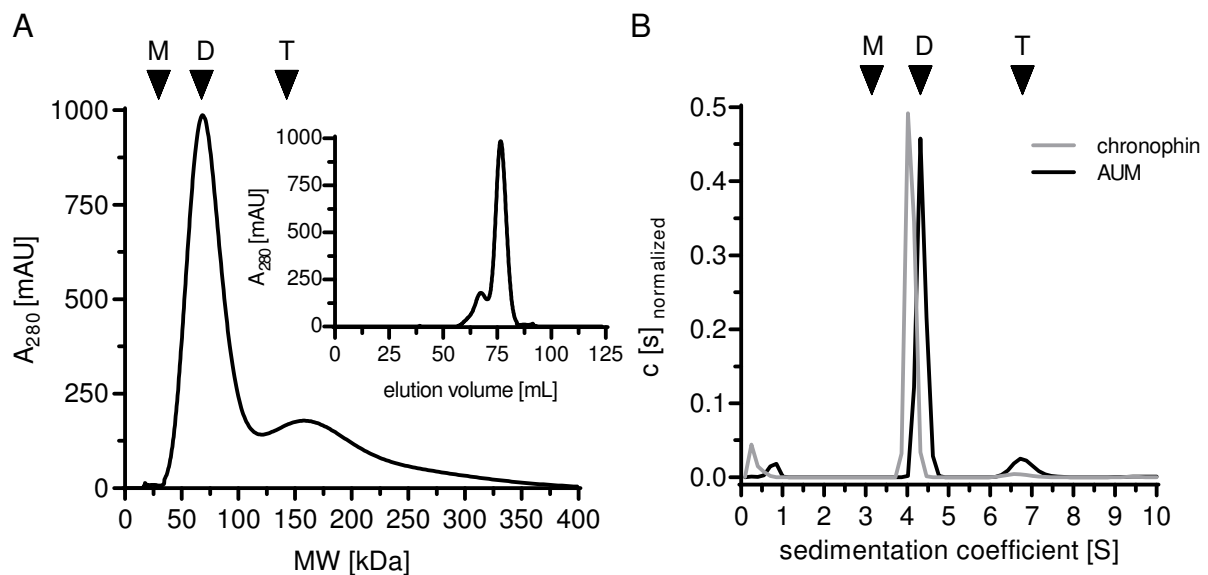 A
M D T
1000
750
500
250
0
A280 [mAU]
0 50 100 150 200 250 300 350 400
MW [kDa]
1000
750
500
250
0
A280 [mAU]
0 25 50 75 100 125
elution volume [mL]
B
M D T
0.5
0.4
0.3
0.2
0.1
0.0
c [s] normalized
chronophin
AUM
0 1 2 3 4 5 6 7 8 9 10
sedimentation coefficient [S]